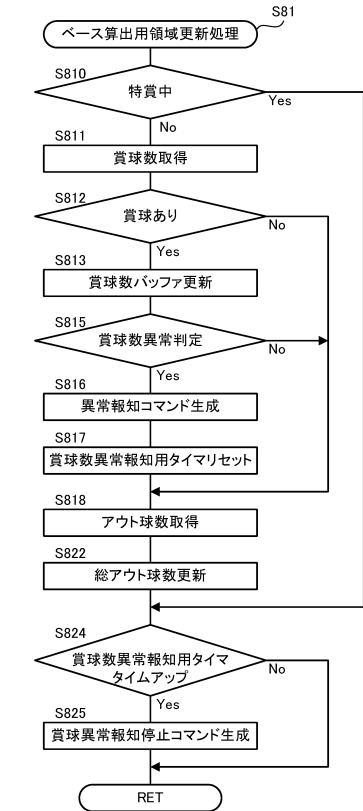 S81
ベース算出用領域更新処理
S810
特賞中
Yes
No
S811
賞球数取得
S812
賞球あり
No
Yes
S813
賞球数バッファ更新
S815
賞球数異常判定
No
Yes
S816
異常報知コマンド生成
S817
賞球数異常報知用タイマリセット
S818
アウト球数取得
S822
総アウト球数更新
S824
賞球数異常報知用タイマ
タイムアップ
No
Yes
S825
賞球異常報知停止コマンド生成
RET